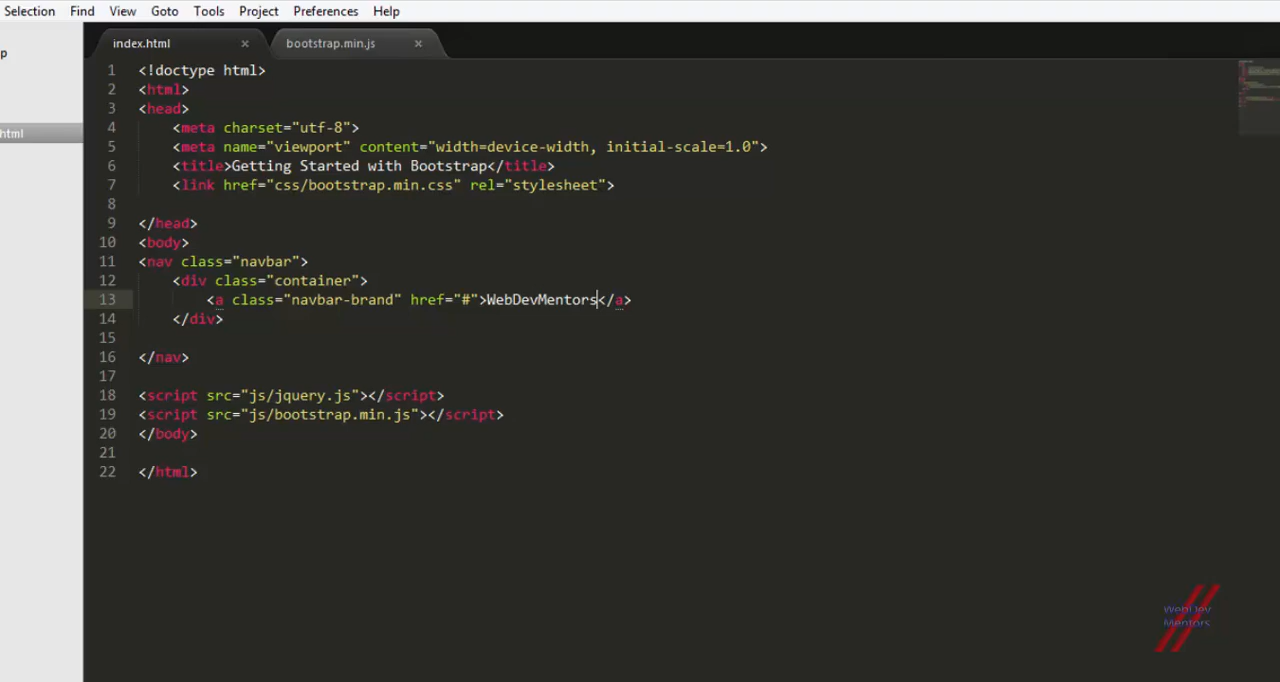 Selection Find View Goto Tools Project Preferences Help
p
index.html × bootstrap.min.js ×
html
1 <!doctype html>
2 <html>
3 <head>
4 <meta charset="utf-8">
5 <meta name="viewport" content="width=device-width, initial-scale=1.0">
6 <title>Getting Started with Bootstrap</title>
7 <link href="css/bootstrap.min.css" rel="stylesheet">
8
9 </head>
10 <body>
11 <nav class="navbar">
12 <div class="container">
13 <a class="navbar-brand" href="#">WebDevMentors</a>
14 </div>
15
16 </nav>
17
18 <script src="js/jquery.js"></script>
19 <script src="js/bootstrap.min.js"></script>
20 </body>
21
22 </html>
WebDev
Mentors